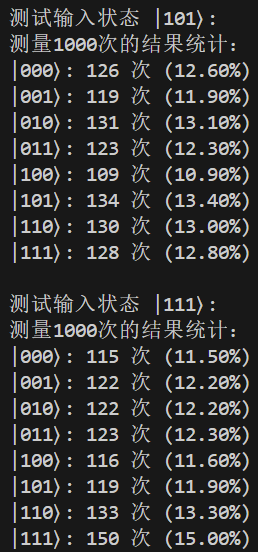 测试输入状态 |101⟩:
测量1000次的结果统计:
|000⟩: 126 次 (12.60%)
|001⟩: 119 次 (11.90%)
|010⟩: 131 次 (13.10%)
|011⟩: 123 次 (12.30%)
|100⟩: 109 次 (10.90%)
|101⟩: 134 次 (13.40%)
|110⟩: 130 次 (13.00%)
|111⟩: 128 次 (12.80%)
测试输入状态 |111⟩:
测量1000次的结果统计:
|000⟩: 115 次 (11.50%)
|001⟩: 122 次 (12.20%)
|010⟩: 122 次 (12.20%)
|011⟩: 123 次 (12.30%)
|100⟩: 116 次 (11.60%)
|101⟩: 119 次 (11.90%)
|110⟩: 133 次 (13.30%)
|111⟩: 150 次 (15.00%)